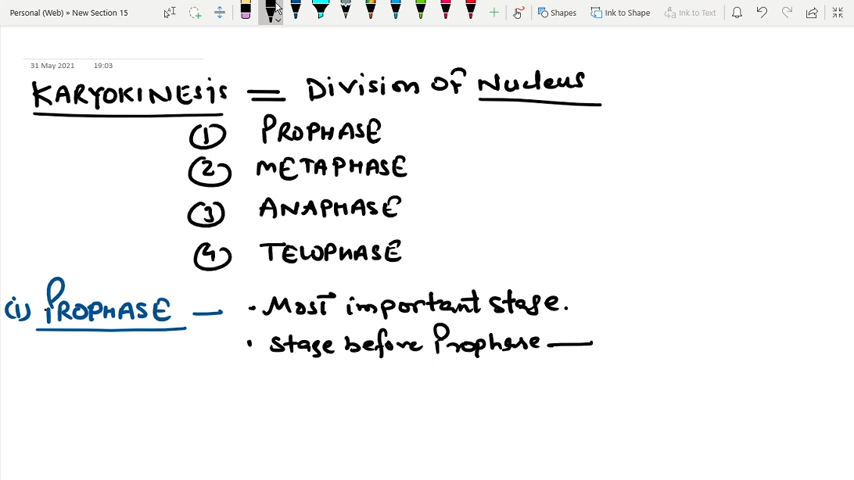 Personal (Web) » New Section 15
Shapes
Ink to Shape
Ink to Text
31 May 2021 19:03
KARYOKINESIS = Division of Nucleus
① PROPHASE
② METAPHASE
③ ANAPHASE
④ TELOPHASE
(i) PROPHASE — · Most important stage.
· Stage before Prophase —